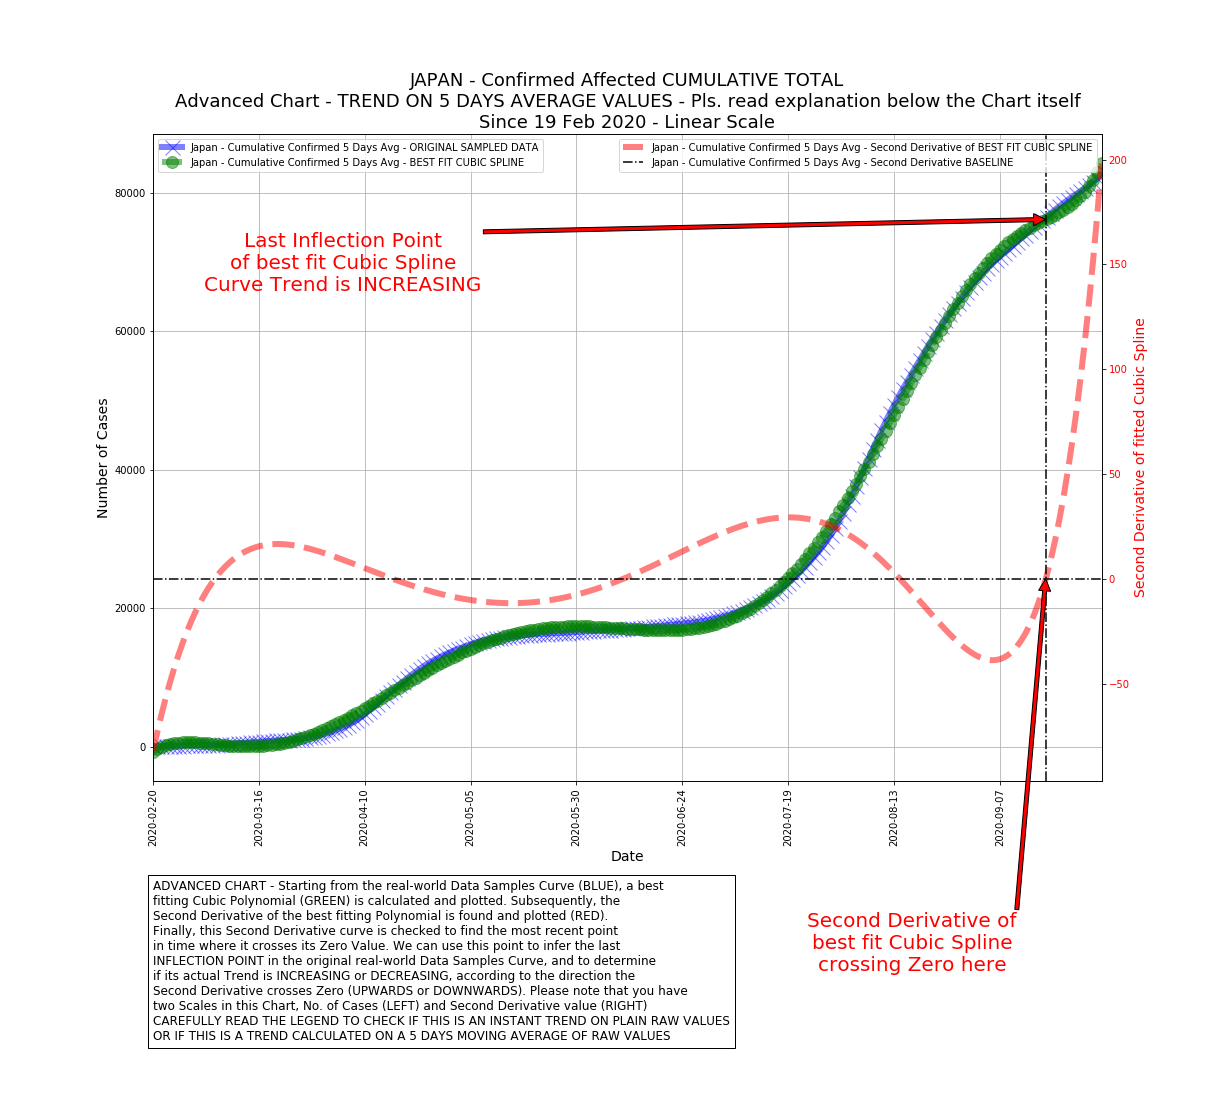 JAPAN - Confirmed Affected CUMULATIVE TOTAL
Advanced Chart - TREND ON 5 DAYS AVERAGE VALUES - Pls. read explanation below the Chart itself
Since 19 Feb 2020 - Linear Scale
Japan - Cumulative Confirmed 5 Days Avg - ORIGINAL SAMPLED DATA
Japan - Cumulative Confirmed 5 Days Avg - BEST FIT CUBIC SPLINE
Japan - Cumulative Confirmed 5 Days Avg - Second Derivative of BEST FIT CUBIC SPLINE
Japan - Cumulative Confirmed 5 Days Avg - Second Derivative BASELINE
Last Inflection Point
of best fit Cubic Spline
Curve Trend is INCREASING
Number of Cases
80000
60000
40000
20000
0
200
150
100
50
0
−50
Second Derivative of fitted Cubic Spline
2020-02-20
2020-03-16
2020-04-10
2020-05-05
2020-05-30
2020-06-24
2020-07-19
2020-08-13
2020-09-07
Date
ADVANCED CHART - Starting from the real-world Data Samples Curve (BLUE), a best
fitting Cubic Polynomial (GREEN) is calculated and plotted. Subsequently, the
Second Derivative of the best fitting Polynomial is found and plotted (RED).
Finally, this Second Derivative curve is checked to find the most recent point
in time where it crosses its Zero Value. We can use this point to infer the last
INFLECTION POINT in the original real-world Data Samples Curve, and to determine
if its actual Trend is INCREASING or DECREASING, according to the direction the
Second Derivative crosses Zero (UPWARDS or DOWNWARDS). Please note that you have
two Scales in this Chart, No. of Cases (LEFT) and Second Derivative value (RIGHT)
CAREFULLY READ THE LEGEND TO CHECK IF THIS IS AN INSTANT TREND ON PLAIN RAW VALUES
OR IF THIS IS A TREND CALCULATED ON A 5 DAYS MOVING AVERAGE OF RAW VALUES
Second Derivative of
best fit Cubic Spline
crossing Zero here